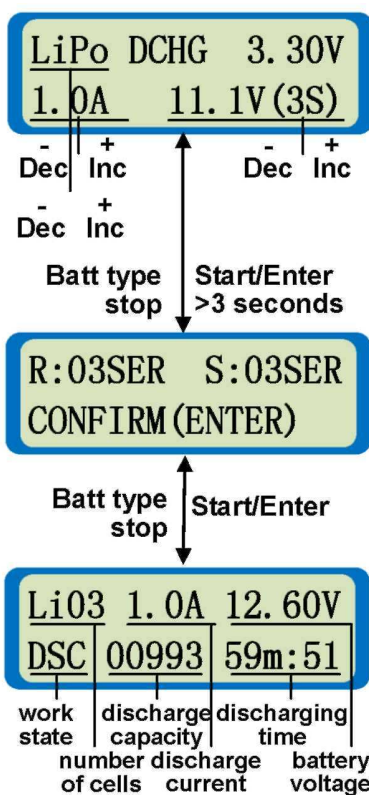 LiPo DCHG 3.30V
1.0A 11.1V(3S)
- + - +
Dec Inc Dec Inc
- +
Dec Inc
Batt type Start/Enter
stop >3 seconds
R:03SER S:03SER
CONFIRM(ENTER)
Batt type Start/Enter
stop
Li03 1.0A 12.60V
DSC 00993 59m:51
work discharge discharging
state capacity time
number discharge battery
of cells current voltage